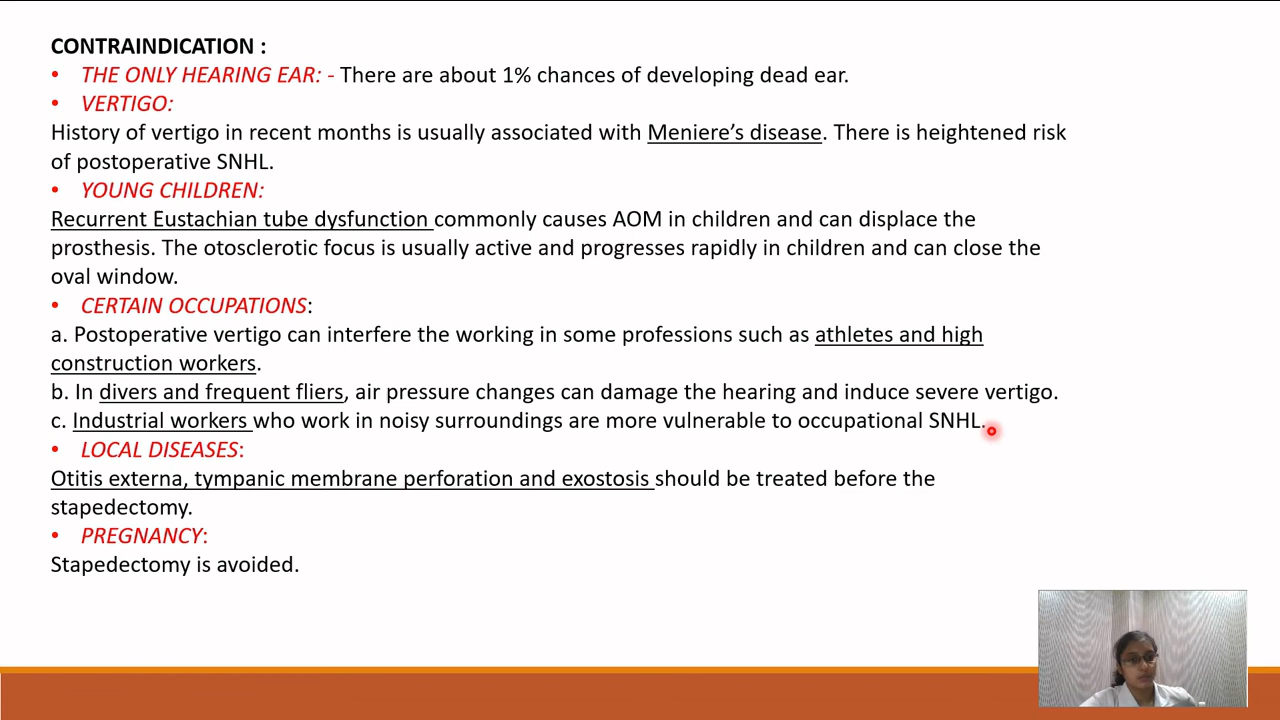 CONTRAINDICATION :
• THE ONLY HEARING EAR: - There are about 1% chances of developing dead ear.
• VERTIGO:
History of vertigo in recent months is usually associated with Meniere’s disease. There is heightened risk
of postoperative SNHL.
• YOUNG CHILDREN:
Recurrent Eustachian tube dysfunction commonly causes AOM in children and can displace the
prosthesis. The otosclerotic focus is usually active and progresses rapidly in children and can close the
oval window.
• CERTAIN OCCUPATIONS:
a. Postoperative vertigo can interfere the working in some professions such as athletes and high
construction workers.
b. In divers and frequent fliers, air pressure changes can damage the hearing and induce severe vertigo.
c. Industrial workers who work in noisy surroundings are more vulnerable to occupational SNHL.
• LOCAL DISEASES:
Otitis externa, tympanic membrane perforation and exostosis should be treated before the
stapedectomy.
• PREGNANCY:
Stapedectomy is avoided.